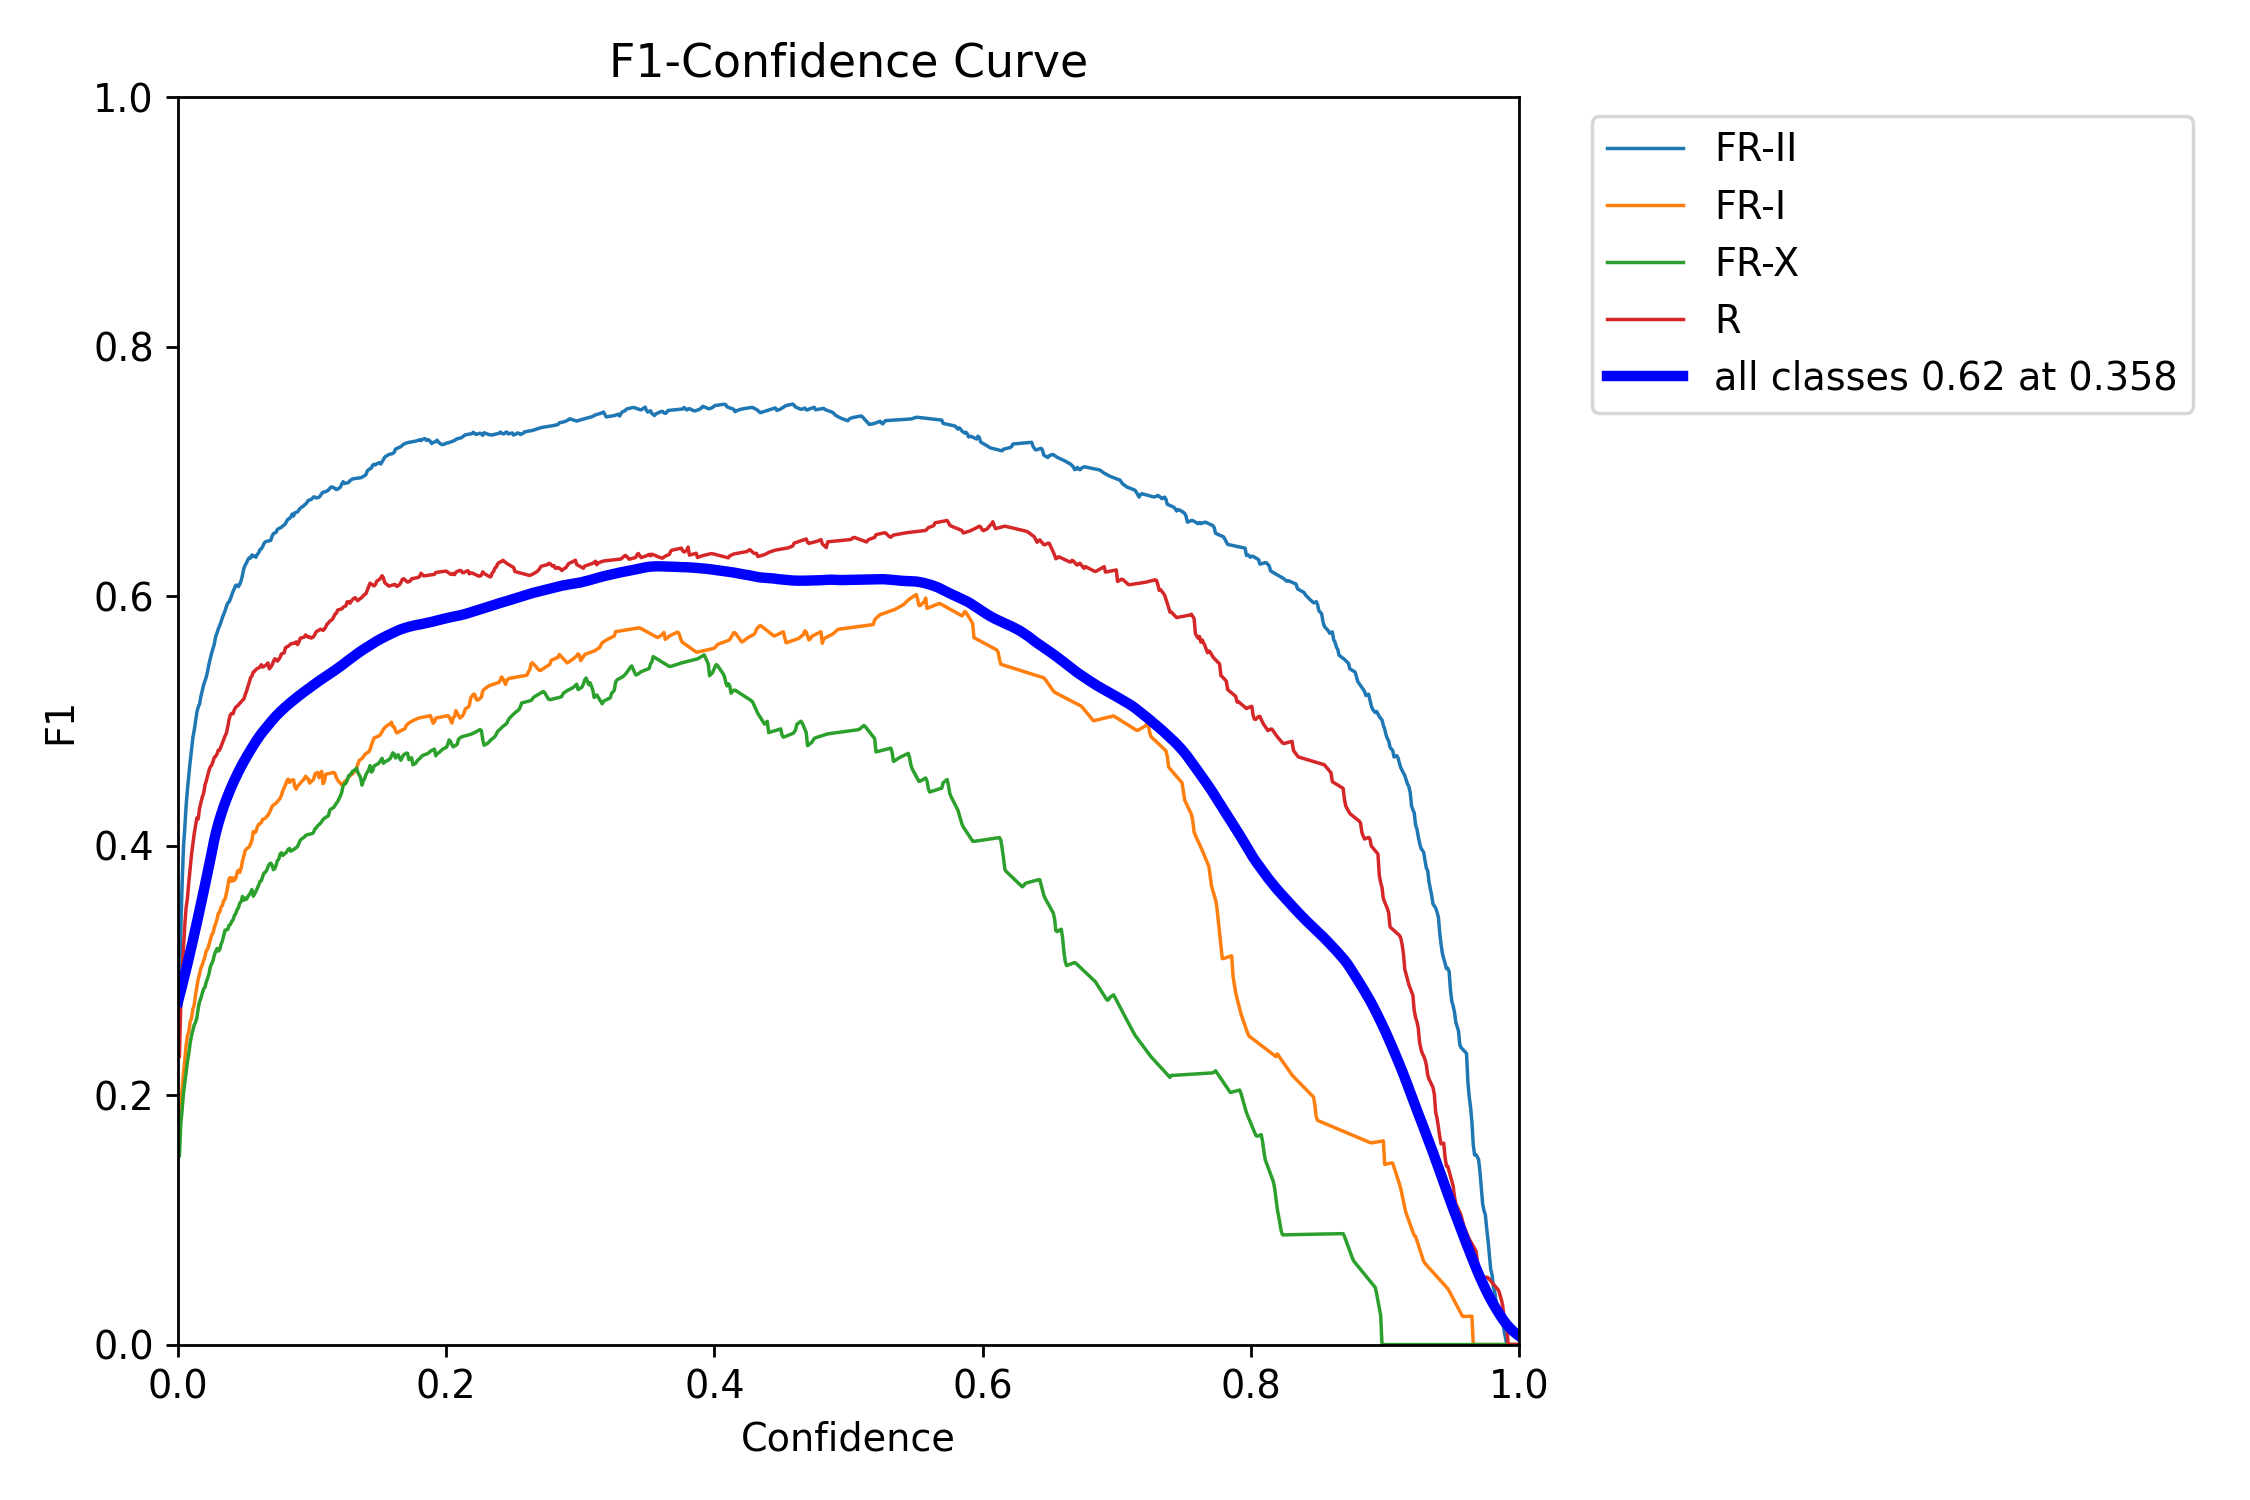 F1-Confidence Curve
1.0
0.8
0.6
0.4
0.2
0.0
F1
0.0 0.2 0.4 0.6 0.8 1.0
Confidence
FR-II
FR-I
FR-X
R
all classes 0.62 at 0.358